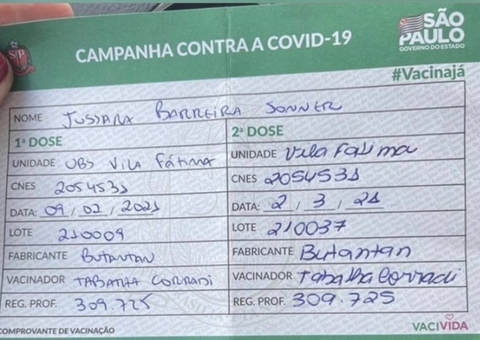 SP
CAMPANHA CONTRA A COVID-19
SÃO PAULO
GOVERNO DO ESTADO
#Vacinajá
NOME Jussara Barreira Sonner
1ª DOSE
UNIDADE UBS Vila Fátima
CNES 2054531
DATA: 09/02/2021
LOTE 210009
FABRICANTE Butantan
VACINADOR Tabatha Corradi
REG. PROF. 309.725
2ª DOSE
UNIDADE Vila Fatima
CNES 2054531
DATA: 2/3/21
LOTE 210037
FABRICANTE Butantan
VACINADOR Tabatha Corradi
REG. PROF. 309.725
COMPROVANTE DE VACINAÇÃO
VACIVIDA